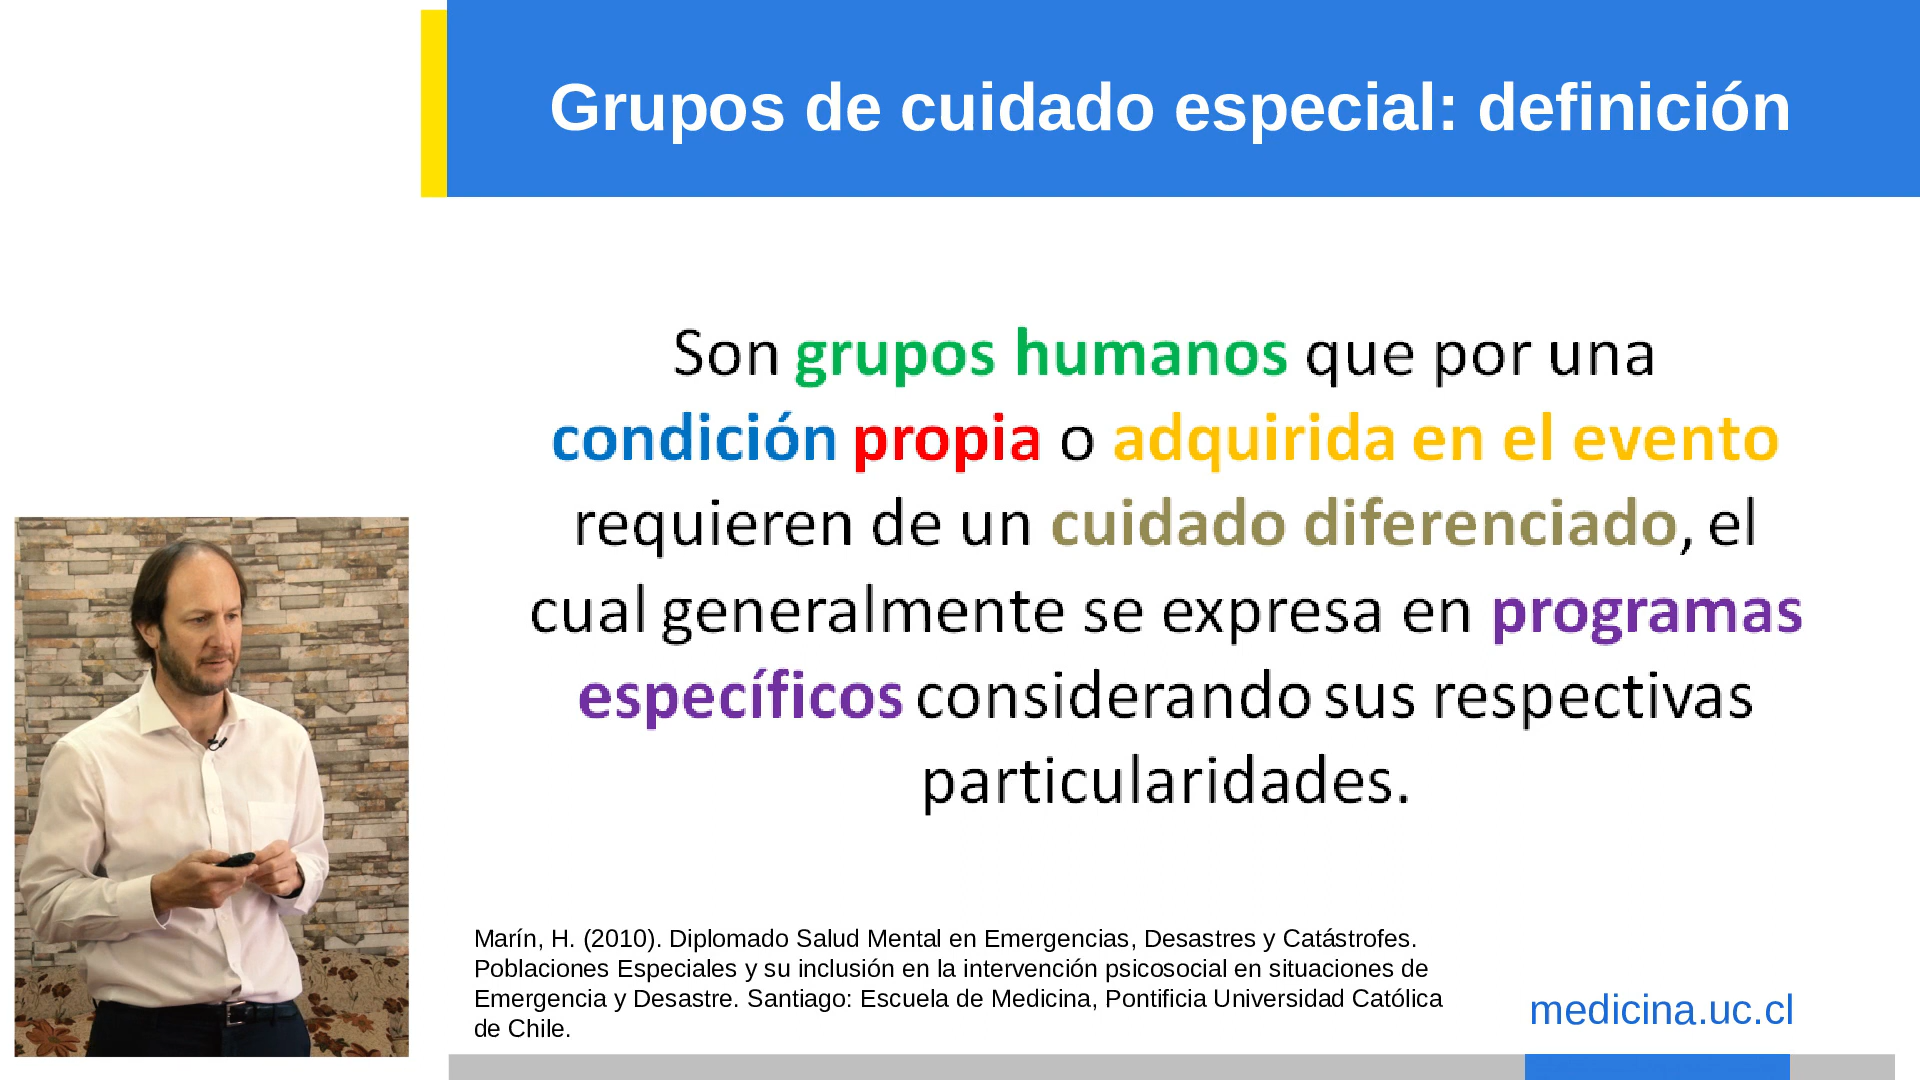 Grupos de cuidado especial: definición
Son grupos humanos que por una
condición propia o adquirida en el evento
requieren de un cuidado diferenciado, el
cual generalmente se expresa en programas
específicos considerando sus respectivas
particularidades.
Marín, H. (2010). Diplomado Salud Mental en Emergencias, Desastres y Catástrofes.
Poblaciones Especiales y su inclusión en la intervención psicosocial en situaciones de
Emergencia y Desastre. Santiago: Escuela de Medicina, Pontificia Universidad Católica
de Chile.
medicina.uc.cl